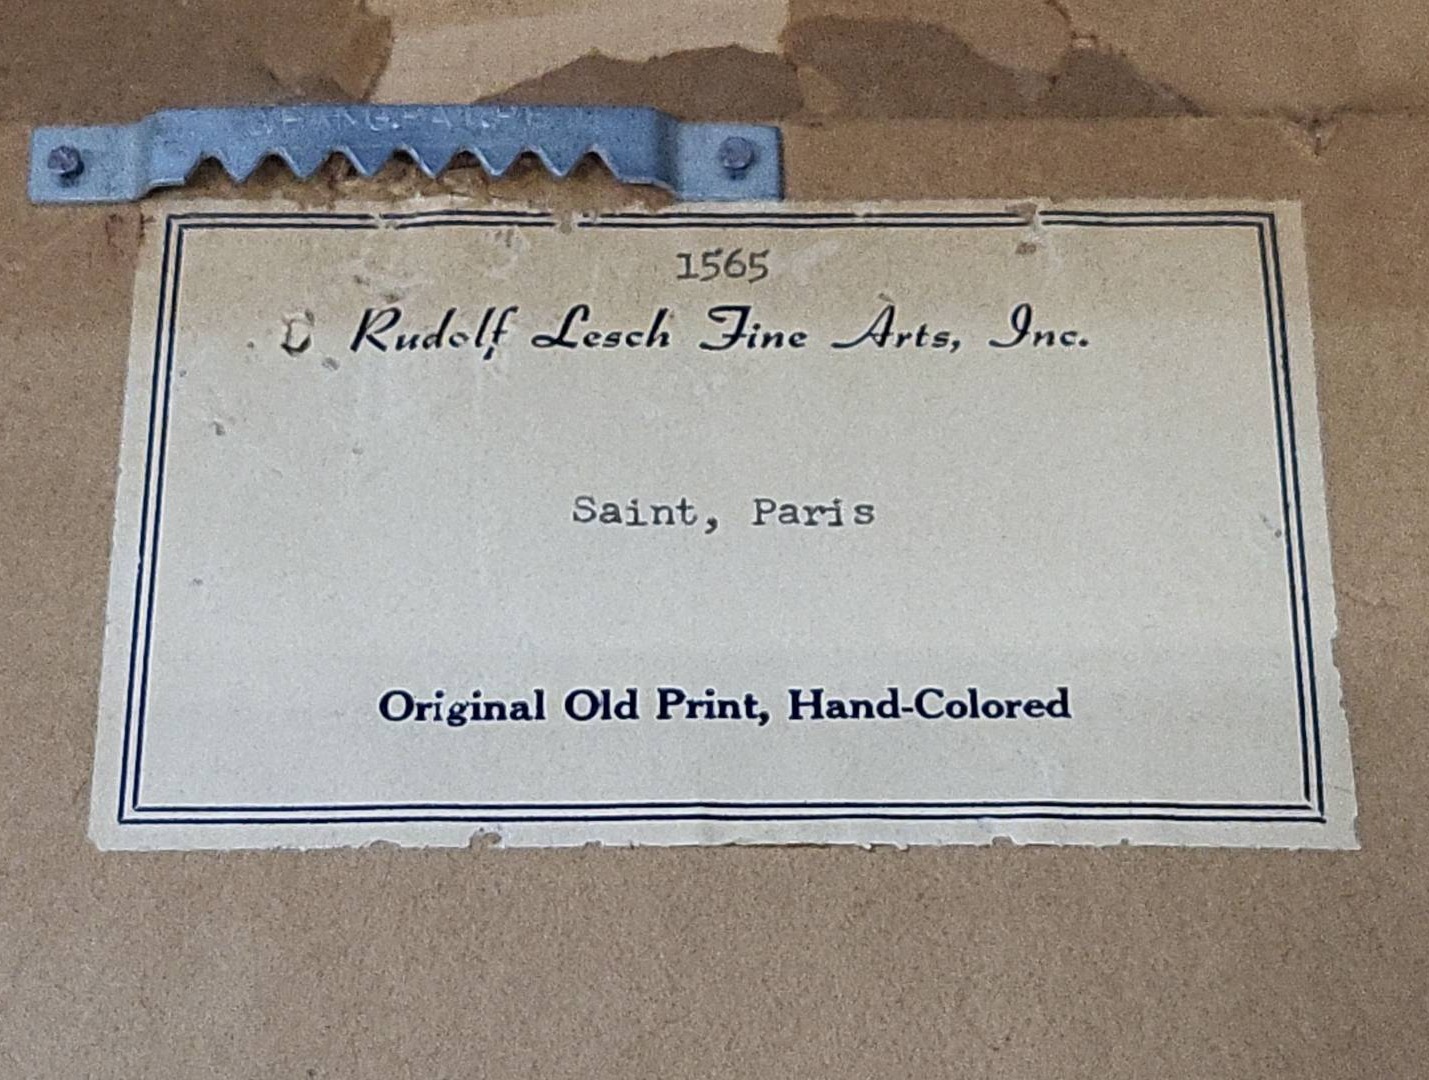 1565
Rudolf Lesch Fine Arts, Inc.
Saint, Paris
Original Old Print, Hand-Colored